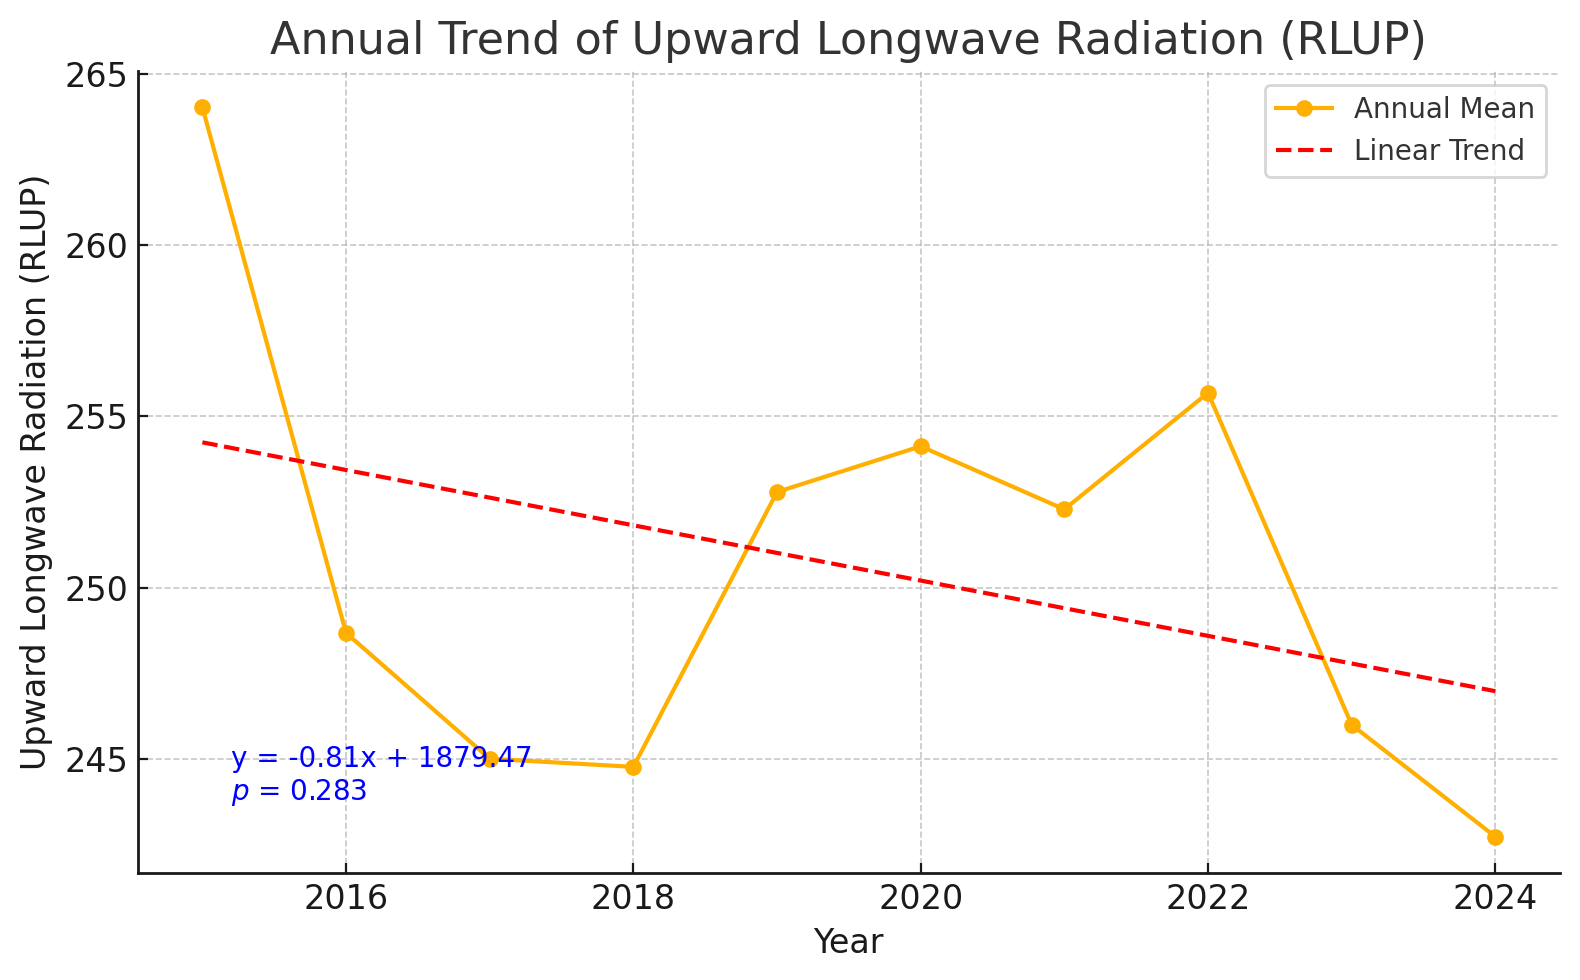 Annual Trend of Upward Longwave Radiation (RLUP)
Upward Longwave Radiation (RLUP)
265
260
255
250
245
Annual Mean
Linear Trend
y = -0.81x + 1879.47
p = 0.283
2016 2018 2020 2022 2024
Year